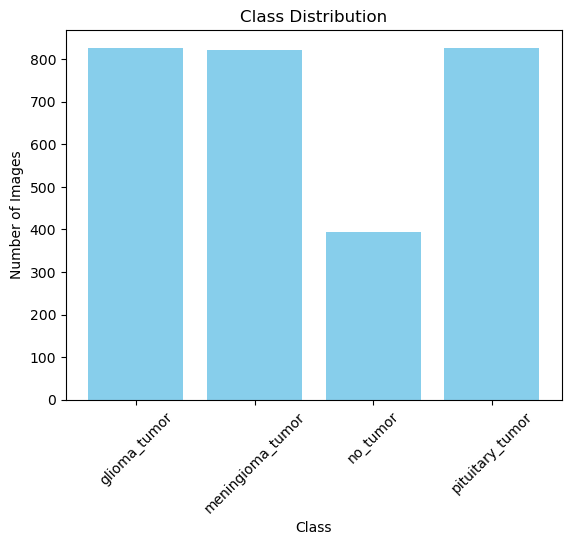 Class Distribution
Number of Images
800
700
600
500
400
300
200
100
0
glioma_tumor
meningioma_tumor
no_tumor
pituitary_tumor
Class